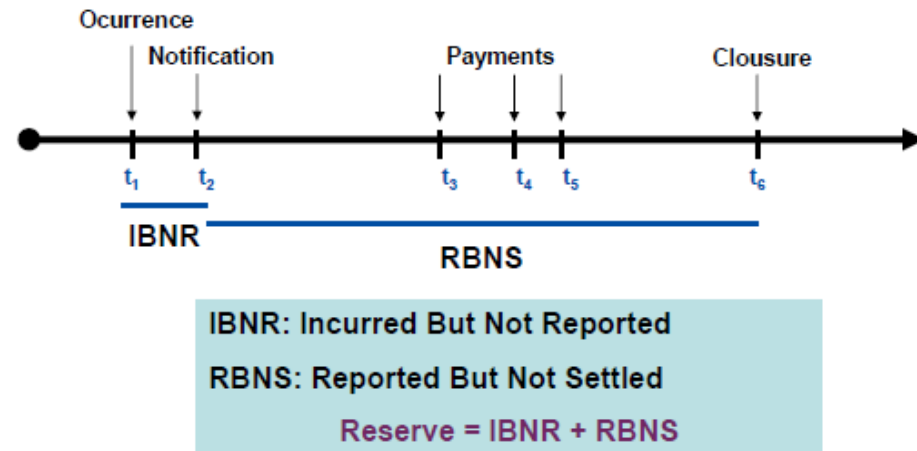 Ocurrence
Notification
Payments
Clousure
t1
t2
t3
t4
t5
t6
IBNR
RBNS
IBNR: Incurred But Not Reported
RBNS: Reported But Not Settled
Reserve = IBNR + RBNS